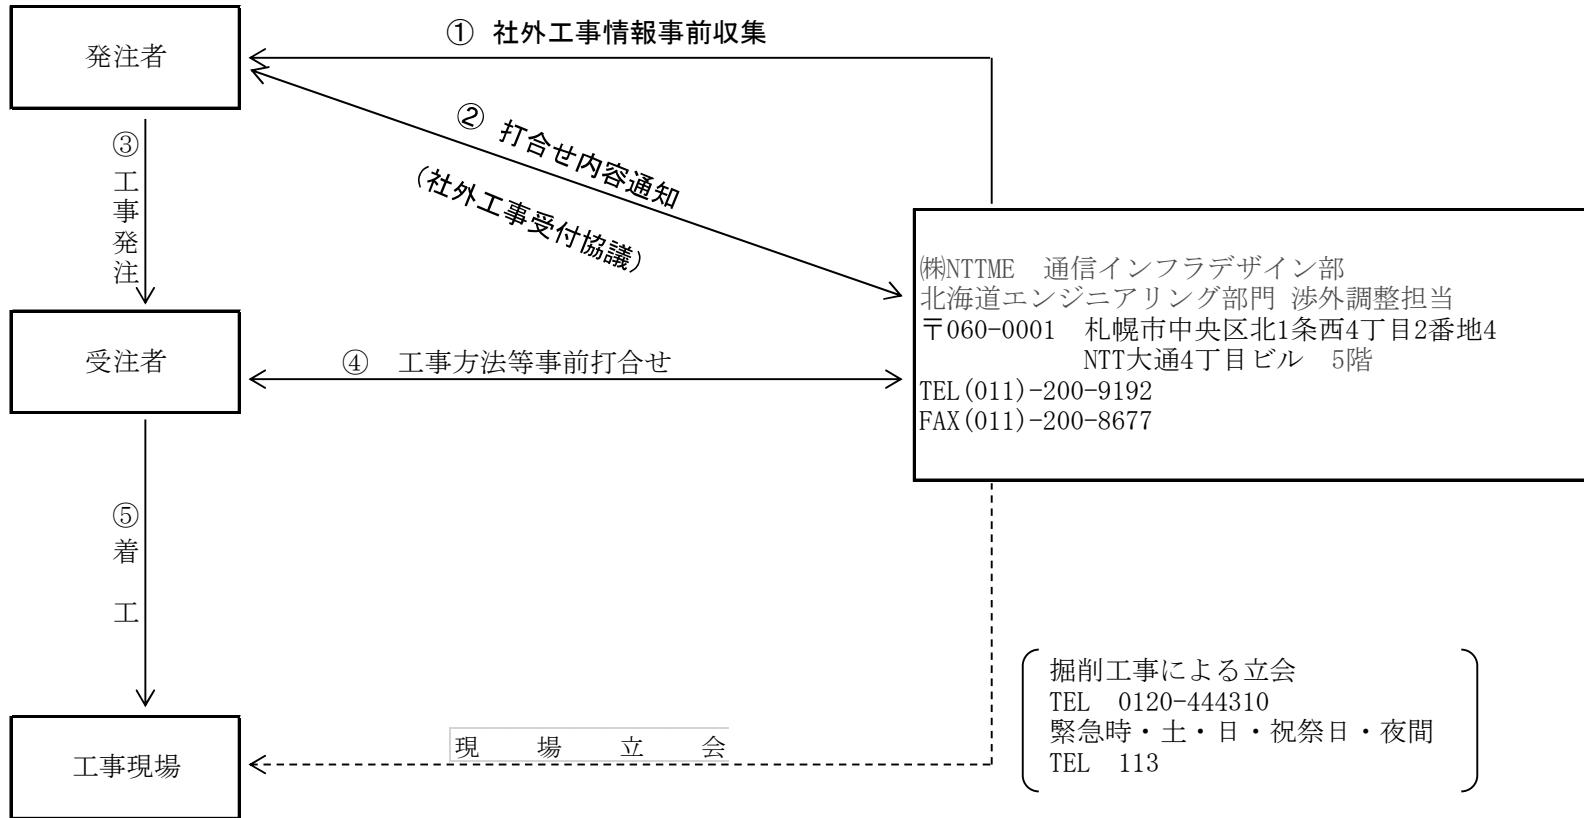 発注者
① 社外工事情報事前収集
② 打合せ内容通知
（社外工事受付協議）
③工事発注
㈱NTTME 通信インフラデザイン部
北海道エンジニアリング部門 渉外調整担当
〒060-0001 札幌市中央区北1条西4丁目2番地4
NTT大通4丁目ビル 5階
TEL(011)-200-9192
FAX(011)-200-8677
受注者
④ 工事方法等事前打合せ
⑤着 工
掘削工事による立会
TEL 0120-444310
緊急時・土・日・祝祭日・夜間
TEL 113
現 場 立 会
工事現場